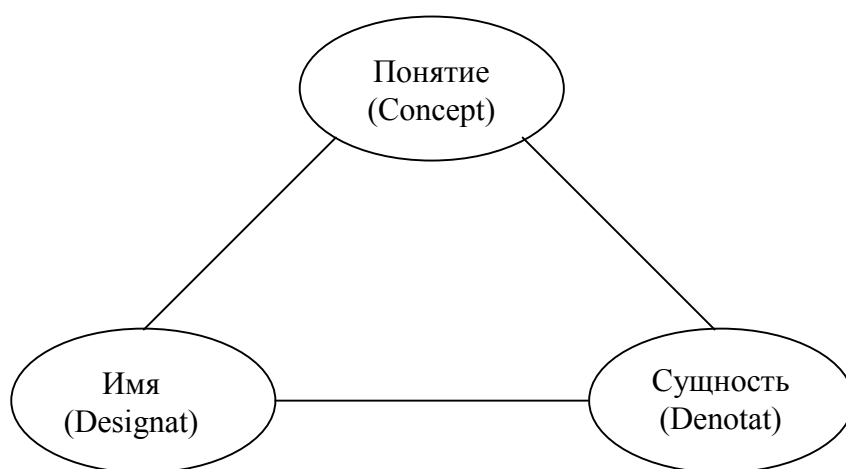 Понятие
(Concept)
Имя
(Designat)
Сущность
(Denotat)